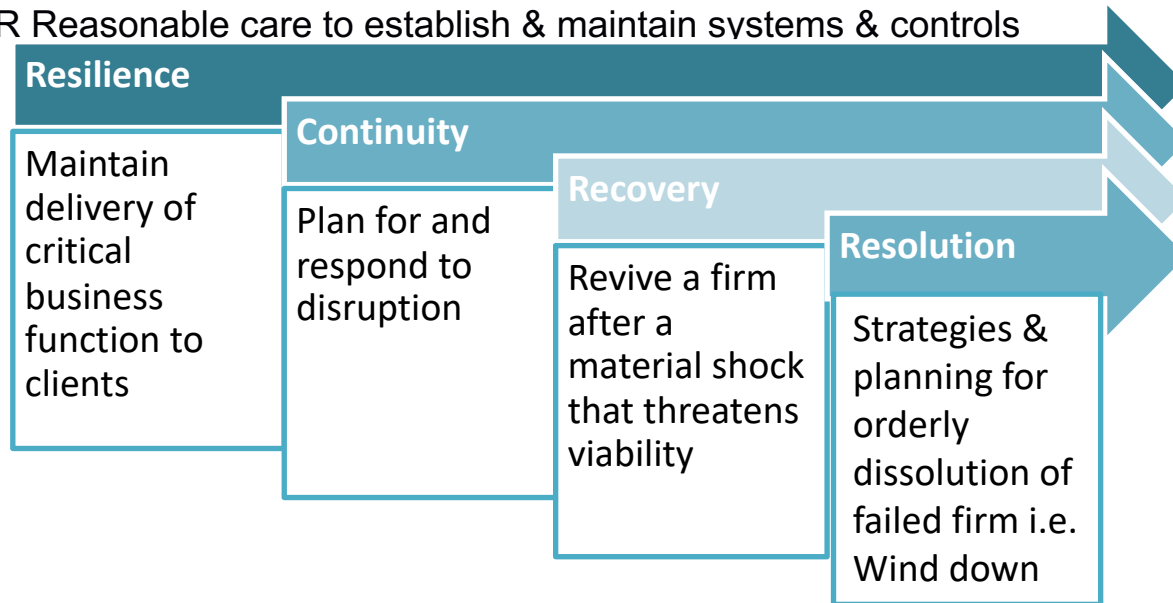 R Reasonable care to establish & maintain systems & controls
Resilience
Maintain
delivery of
critical
business
function to
clients
Continuity
Plan for and
respond to
disruption
Recovery
Revive a firm
after a
material shock
that threatens
viability
Resolution
Strategies &
planning for
orderly
dissolution of
failed firm i.e.
Wind down